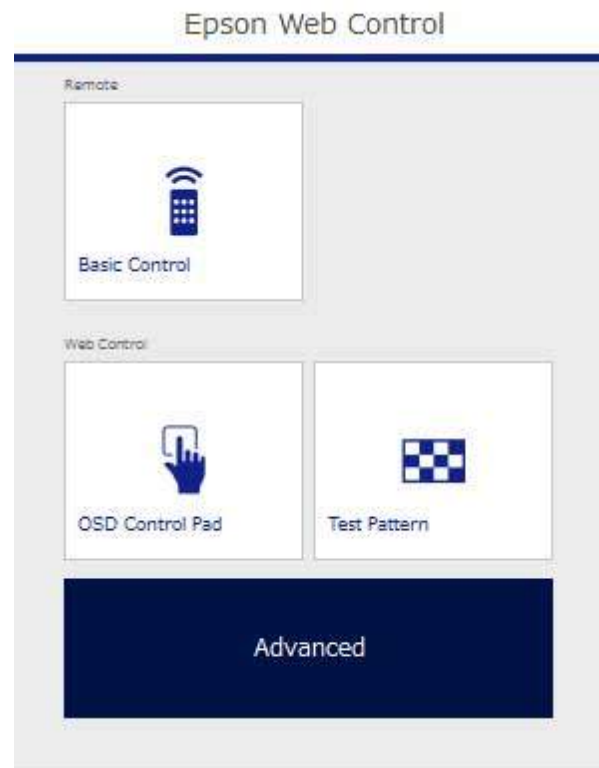 Epson Web Control
Remote
Basic Control
Web Control
OSD Control Pad
Test Pattern
Advanced